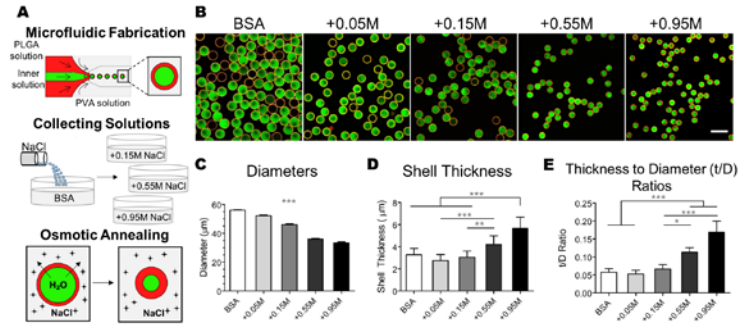 A
Microfluidic Fabrication
PLGA
solution
Inner
solution
PVA solution
Collecting Solutions
NaCl
BSA
+0.15M NaCl
+0.55M NaCl
+0.95M NaCl
Osmotic Annealing
H₂O
NaCl⁺
NaCl⁺
B
BSA
+0.05M
+0.15M
+0.55M
+0.95M
C
Diameters
Diameter (μm)
60
40
20
0
***
BSA
+0.05M
+0.15M
+0.55M
+0.95M
D
Shell Thickness
Shell Thickness (μm)
8
6
4
2
0
***
***
**
BSA
+0.05M
+0.15M
+0.55M
+0.95M
E
Thickness to Diameter (t/D)
Ratios
t/D Ratio
0.25
0.20
0.15
0.10
0.05
0.00
***
***
*
BSA
+0.05M
+0.15M
+0.55M
+0.95M